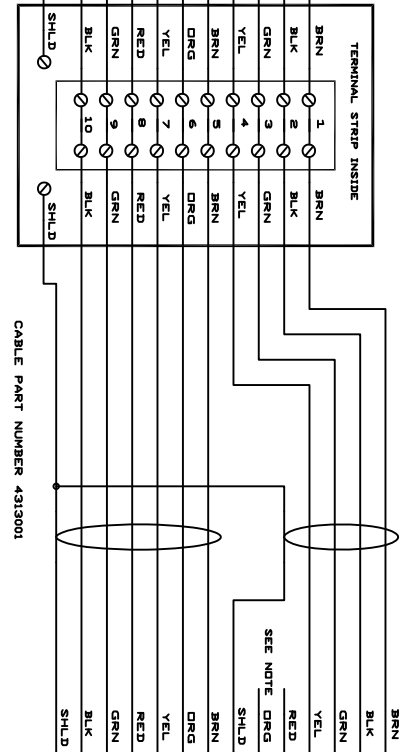 TERMINAL STRIP INSIDE
BRN
BLK
GRN
YEL
BRN
ORG
YEL
RED
GRN
BLK
SHLD
1
2
3
4
5
6
7
8
9
10
BRN
BLK
GRN
YEL
BRN
ORG
YEL
RED
GRN
BLK
SHLD
CABLE PART NUMBER 4313001
BRN
BLK
GRN
YEL
RED
SEE NOTE ORG
SHLD
BRN
ORG
YEL
RED
GRN
BLK
SHLD